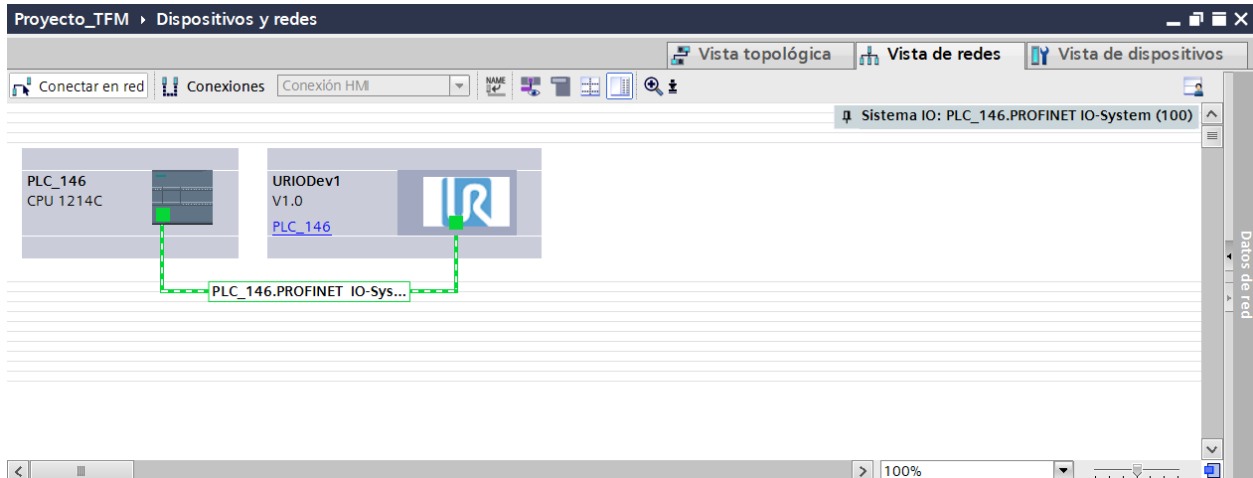 Proyecto_TFM ▸ Dispositivos y redes
Vista topológica
Vista de redes
Vista de dispositivos
Conectar en red
Conexiones
Conexión HMI
NAME
Sistema IO: PLC_146.PROFINET IO-System (100)
PLC_146
CPU 1214C
URIODev1
V1.0
PLC_146
UR
PLC_146.PROFINET IO-Sys...
Datos de red
100%